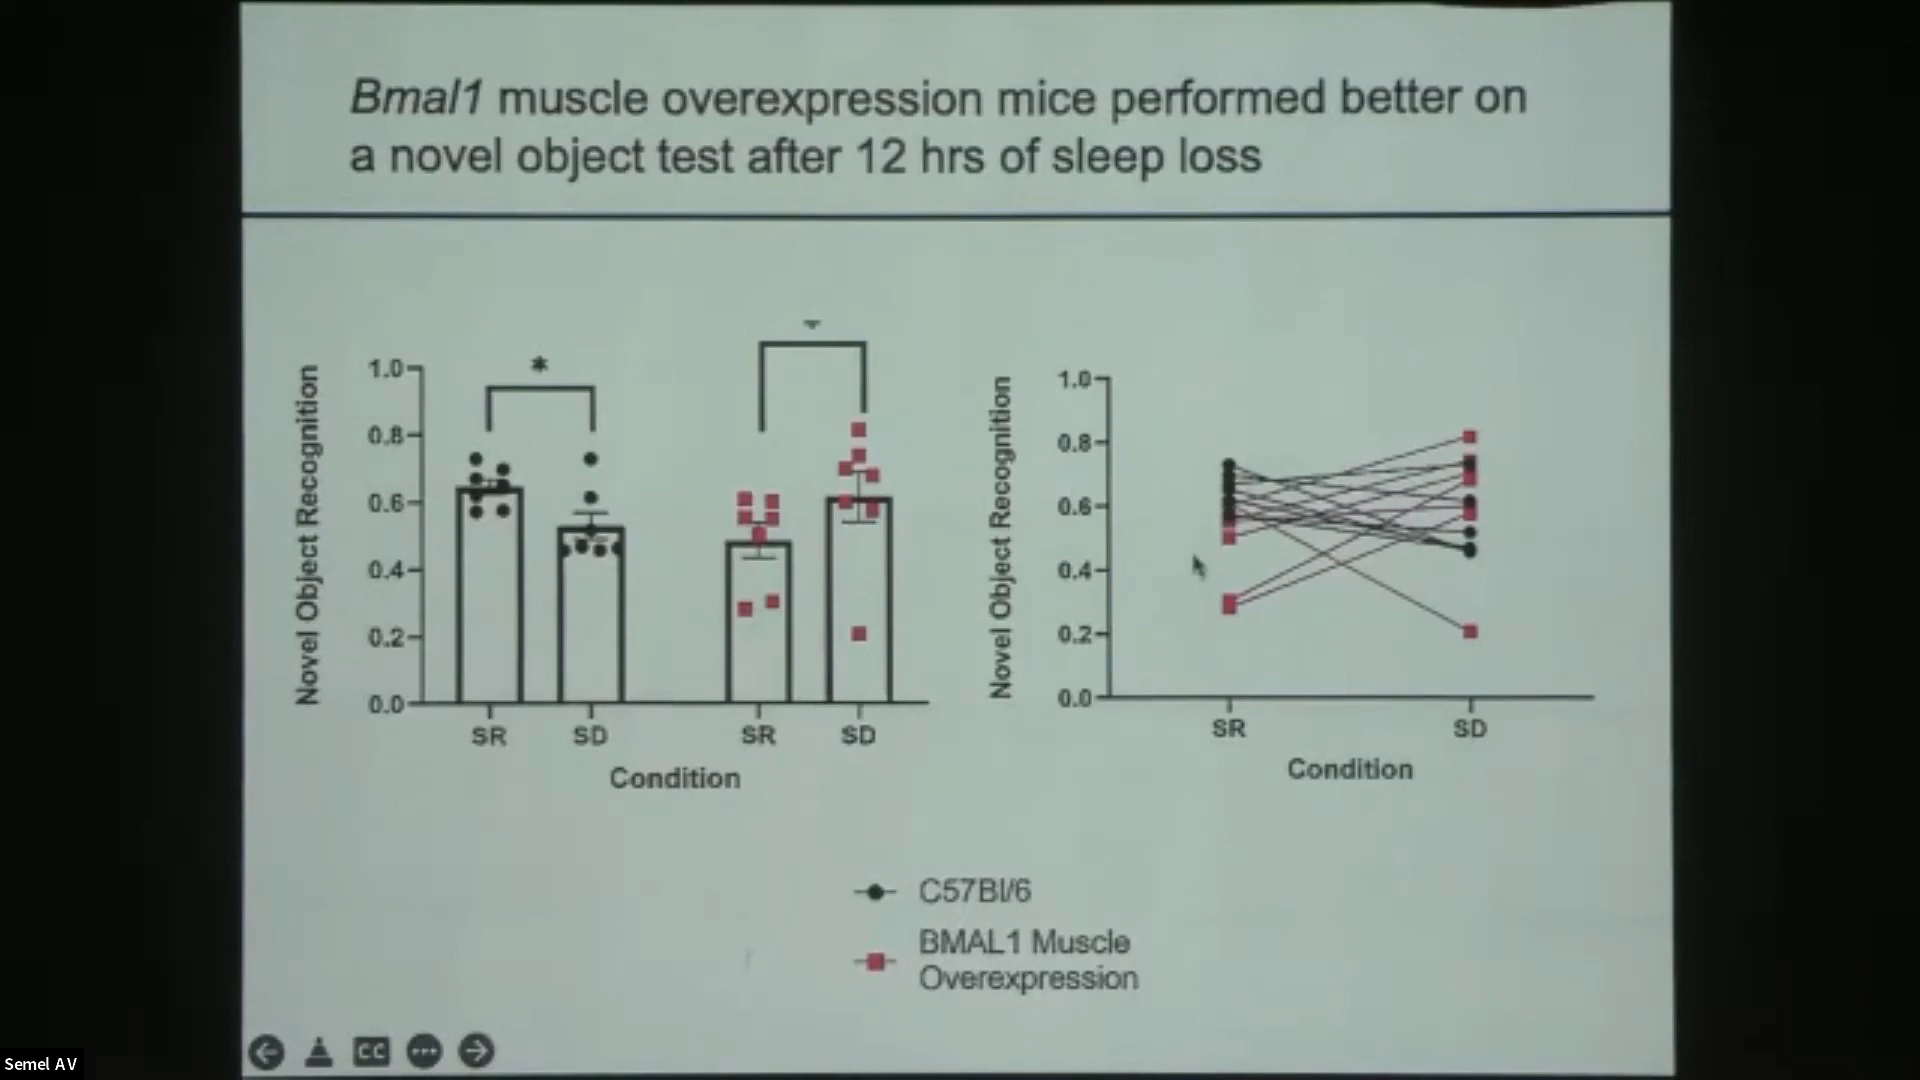 Bmal1 muscle overexpression mice performed better on
a novel object test after 12 hrs of sleep loss
Novel Object Recognition
1.0
0.8
0.6
0.4
0.2
0.0
*
SR
SD
SR
SD
Condition
Novel Object Recognition
1.0
0.8
0.6
0.4
0.2
0.0
SR
SD
Condition
C57Bl/6
BMAL1 Muscle
Overexpression
CC
Semel AV